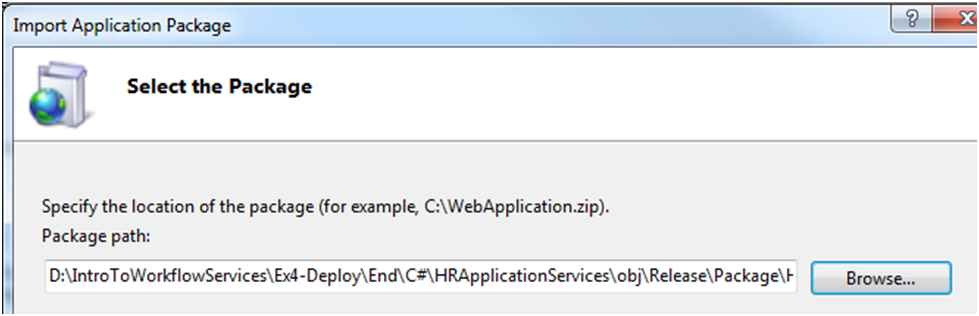 Import Application Package
?
Select the Package
Specify the location of the package (for example, C:\WebApplication.zip).
Package path:
D:\IntroToWorkflowServices\Ex4-Deploy\End\C#\HRApplicationServices\obj\Release\Package\H
Browse...